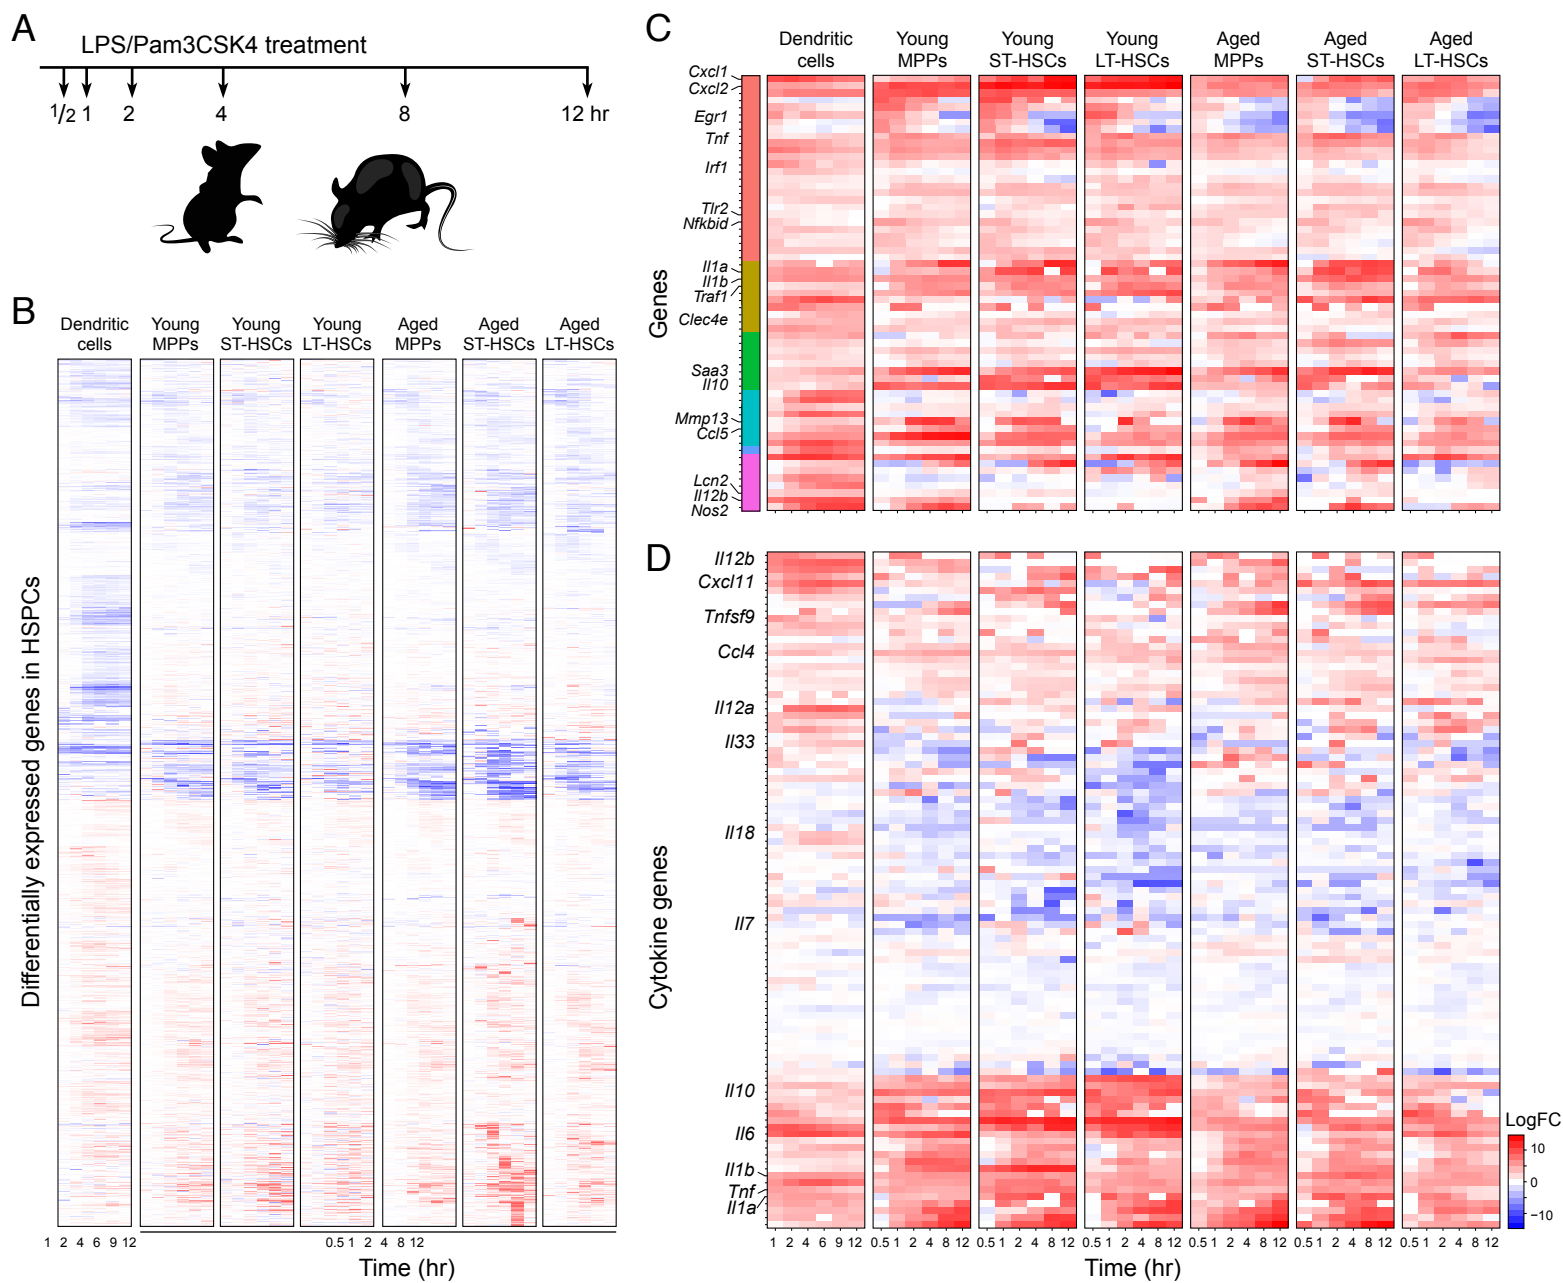 A
LPS/Pam3CSK4 treatment
1/2 1 2 4 8 12 hr
B
Dendritic cells
Young MPPs
Young ST-HSCs
Young LT-HSCs
Aged MPPs
Aged ST-HSCs
Aged LT-HSCs
Differentially expressed genes in HSPCs
1 2 4 6 9 12
0.5 1 2 4 8 12
Time (hr)
C
Dendritic cells
Young MPPs
Young ST-HSCs
Young LT-HSCs
Aged MPPs
Aged ST-HSCs
Aged LT-HSCs
Genes
Cxcl1
Cxcl2
Egr1
Tnf
Irf1
Tlr2
Nfkbid
Il1a
Il1b
Traf1
Clec4e
Saa3
Il10
Mmp13
Ccl5
Lcn2
Il12b
Nos2
D
Cytokine genes
Il12b
Cxcl11
Tnfsf9
Ccl4
Il12a
Il33
Il18
Il7
Il10
Il6
Il1b
Tnf
Il1a
LogFC
10
0
−10
1 2 4 6 9 12
0.5 1 2 4 8 12
0.5 1 2 4 8 12
0.5 1 2 4 8 12
0.5 1 2 4 8 12
0.5 1 2 4 8 12
0.5 1 2 4 8 12
Time (hr)